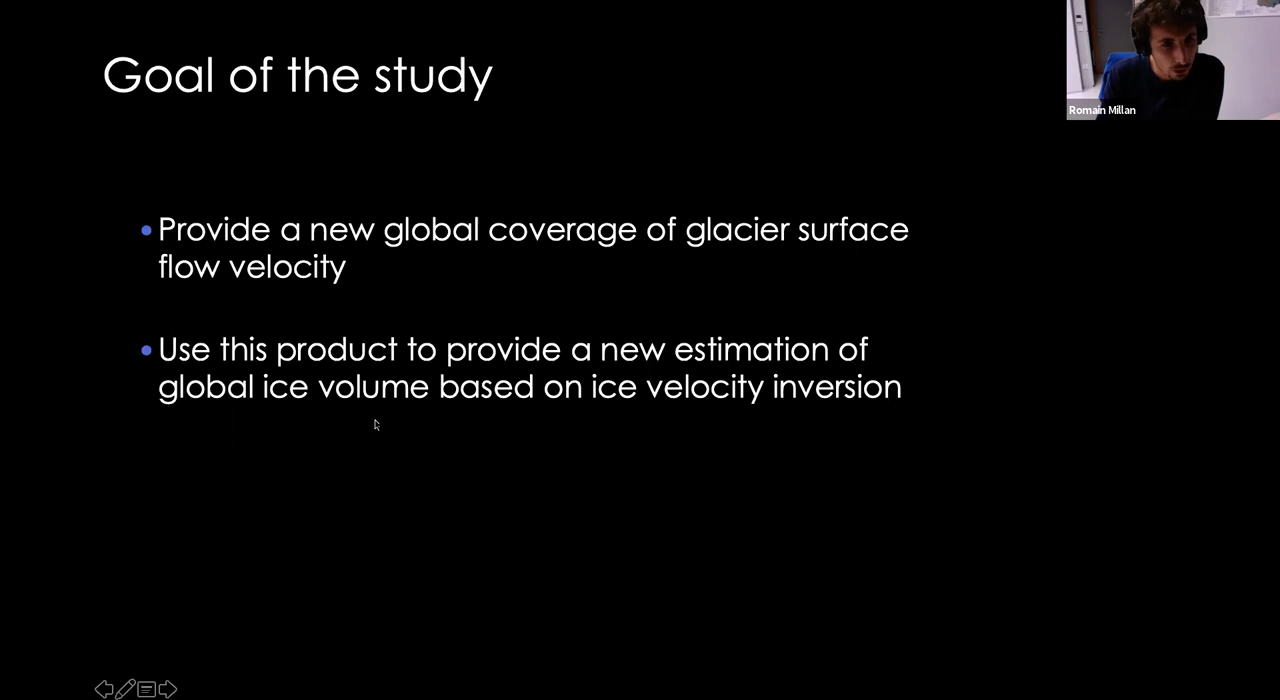 Goal of the study
Romain Millan
•Provide a new global coverage of glacier surface
flow velocity
•Use this product to provide a new estimation of
global ice volume based on ice velocity inversion